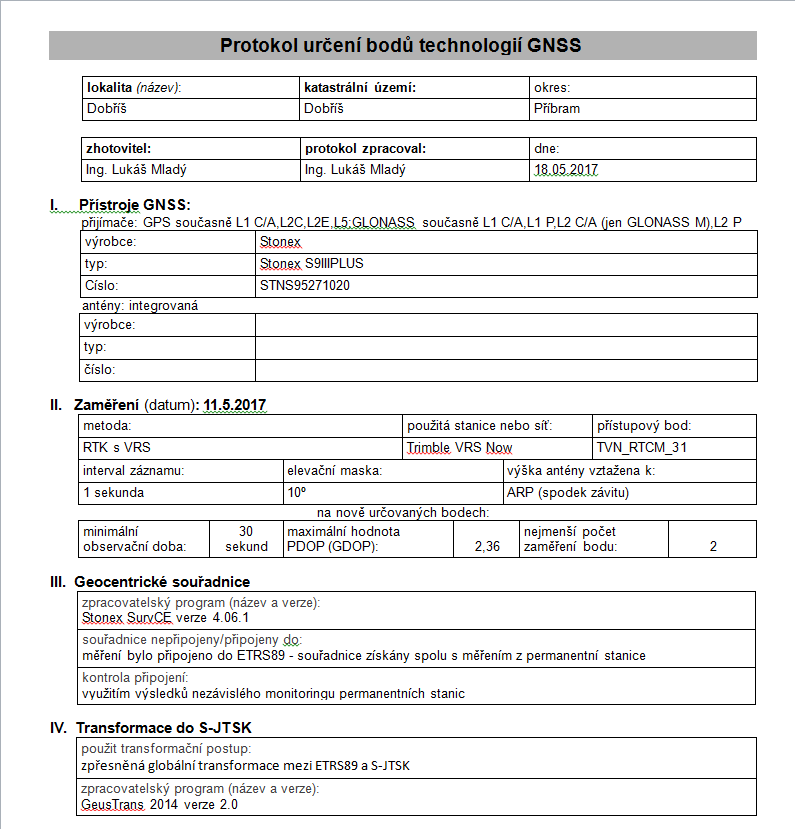 Protokol určení bodů technologií GNSS
lokalita (název): katastrální území: okres:
Dobříš Dobříš Příbram
zhotovitel: protokol zpracoval: dne:
Ing. Lukáš Mladý Ing. Lukáš Mladý 18.05.2017
I. Přístroje GNSS:
přijímače: GPS současně L1 C/A,L2C,L2E,L5;GLONASS současně L1 C/A,L1 P,L2 C/A (jen GLONASS M),L2 P
výrobce: Stonex
typ: Stonex S9IIIPLUS
Číslo: STNS95271020
antény: integrovaná
výrobce:
typ:
číslo:
II. Zaměření (datum): 11.5.2017
metoda: použitá stanice nebo síť: přístupový bod:
RTK s VRS Trimble VRS Now TVN_RTCM_31
interval záznamu: elevační maska: výška antény vztažena k:
1 sekunda 10º ARP (spodek závitu)
na nově určovaných bodech:
minimální 30 maximální hodnota nejmenší počet
observační doba: sekund PDOP (GDOP): 2,36 zaměření bodu: 2
III. Geocentrické souřadnice
zpracovatelský program (název a verze):
Stonex SurvCE verze 4.06.1
souřadnice nepřipojeny/připojeny do:
měření bylo připojeno do ETRS89 - souřadnice získány spolu s měřením z permanentní stanice
kontrola připojení:
využitím výsledků nezávislého monitoringu permanentních stanic
IV. Transformace do S-JTSK
použit transformační postup:
zpřesněná globální transformace mezi ETRS89 a S-JTSK
zpracovatelský program (název a verze):
GeusTrans 2014 verze 2.0